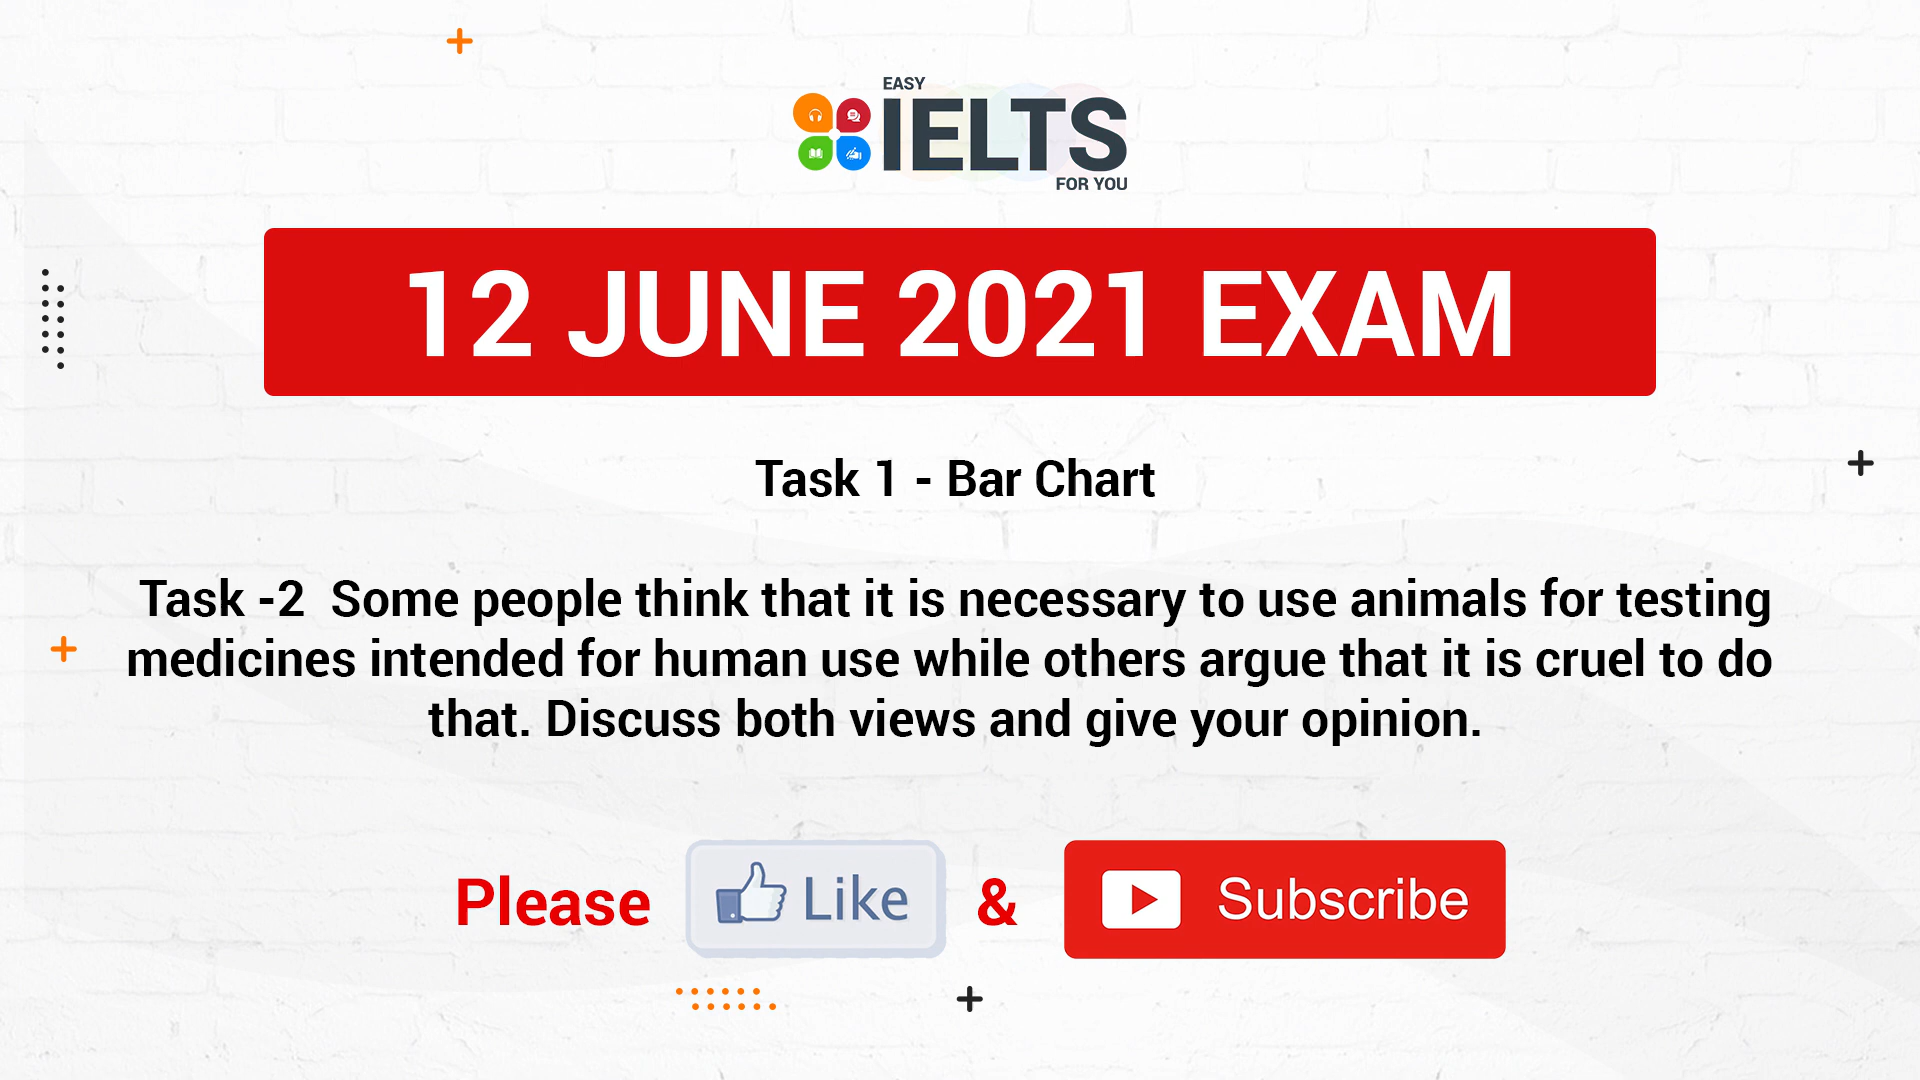 EASY
IELTS
FOR YOU
12 JUNE 2021 EXAM
Task 1 - Bar Chart
Task -2  Some people think that it is necessary to use animals for testing
medicines intended for human use while others argue that it is cruel to do
that. Discuss both views and give your opinion.
Please Like & Subscribe